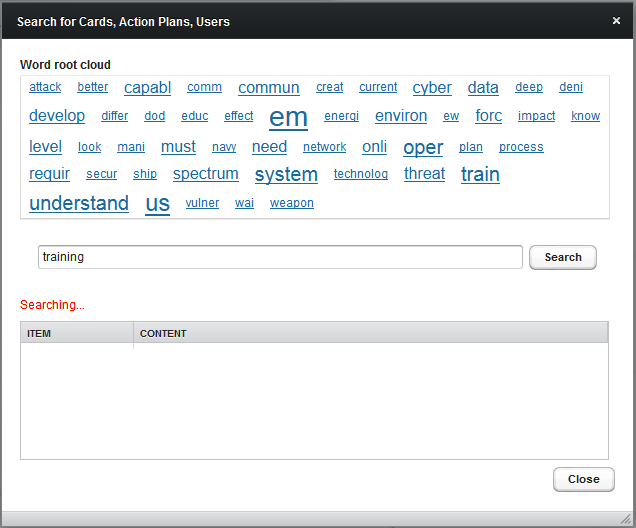 Search for Cards, Action Plans, Users ×
Word root cloud
attack better capabl comm commun creat current cyber data deep deni
develop differ dod educ effect em energi environ ew forc impact know
level look mani must navy need network onli oper plan process
requir secur ship spectrum system technolog threat train
understand us vulner wai weapon
training Search
Searching...
ITEM CONTENT
Close